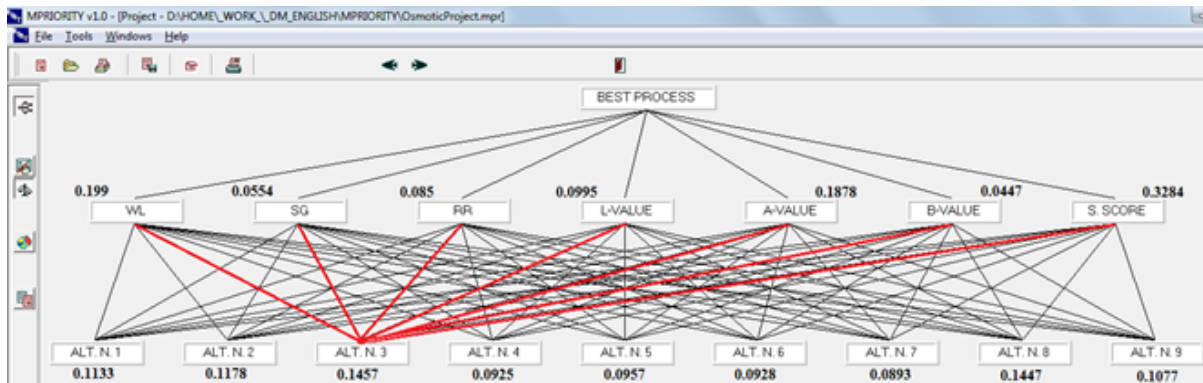 MPRIORITY v1.0 - [Project - D:\HOME\_WORK_\_DM_ENGLISH\MPRIORITY\OsmoticProject.mpr]
File Tools Windows Help
BEST PROCESS
0.199 0.0554 0.085 0.0995 0.1878 0.0447 0.3284
WL SG RR L-VALUE A-VALUE B-VALUE S. SCORE
ALT. N. 1 ALT. N. 2 ALT. N. 3 ALT. N. 4 ALT. N. 5 ALT. N. 6 ALT. N. 7 ALT. N. 8 ALT. N. 9
0.1133 0.1178 0.1457 0.0925 0.0957 0.0928 0.0893 0.1447 0.1077